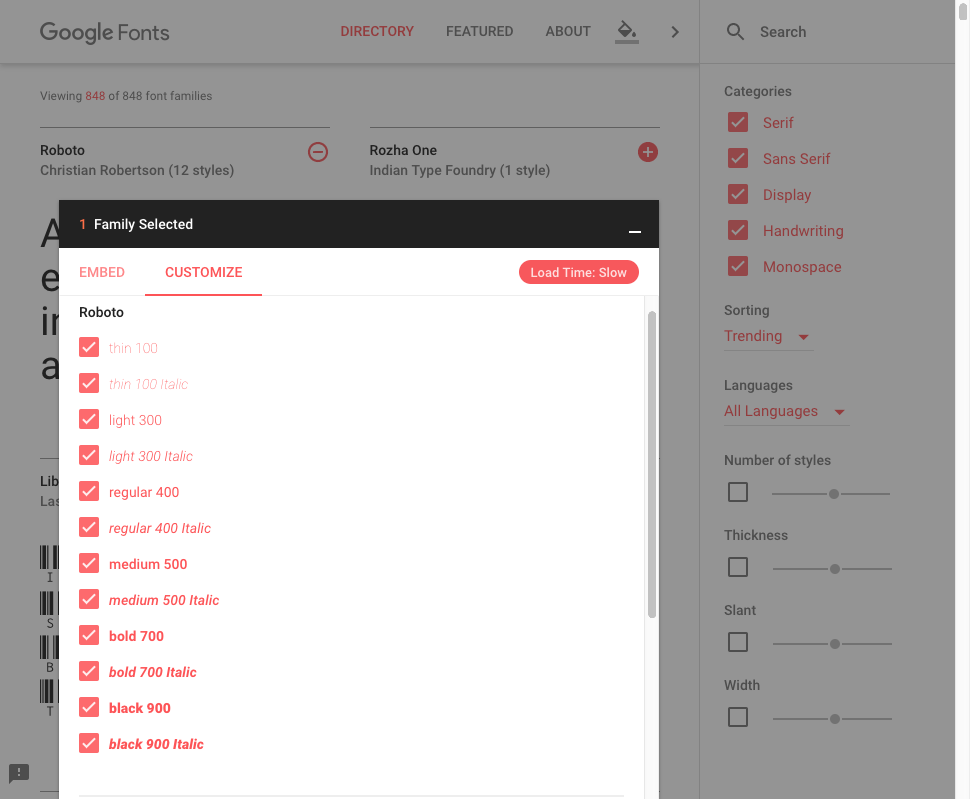 Google Fonts
DIRECTORY
FEATURED
ABOUT
Search
Viewing 848 of 848 font families
Roboto
Christian Robertson (12 styles)
Rozha One
Indian Type Foundry (1 style)
1 Family Selected
EMBED
CUSTOMIZE
Load Time: Slow
Roboto
thin 100
thin 100 Italic
light 300
light 300 Italic
regular 400
regular 400 Italic
medium 500
medium 500 Italic
bold 700
bold 700 Italic
black 900
black 900 Italic
A
e
a
Lib
Las
I
S
B
T
Categories
Serif
Sans Serif
Display
Handwriting
Monospace
Sorting
Trending
Languages
All Languages
Number of styles
Thickness
Slant
Width